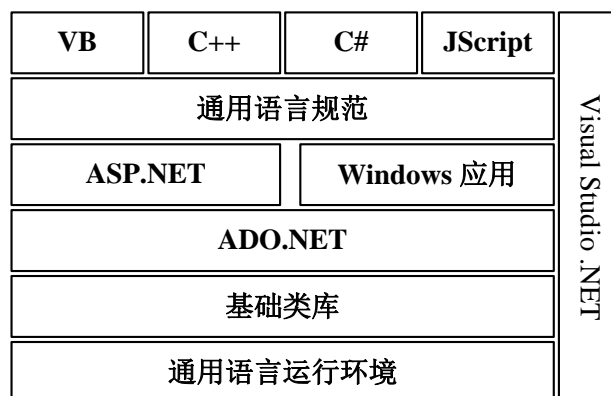 VB C++ C# JScript
通用语言规范
ASP.NET Windows 应用
ADO.NET
基础类库
通用语言运行环境
Visual Studio .NET